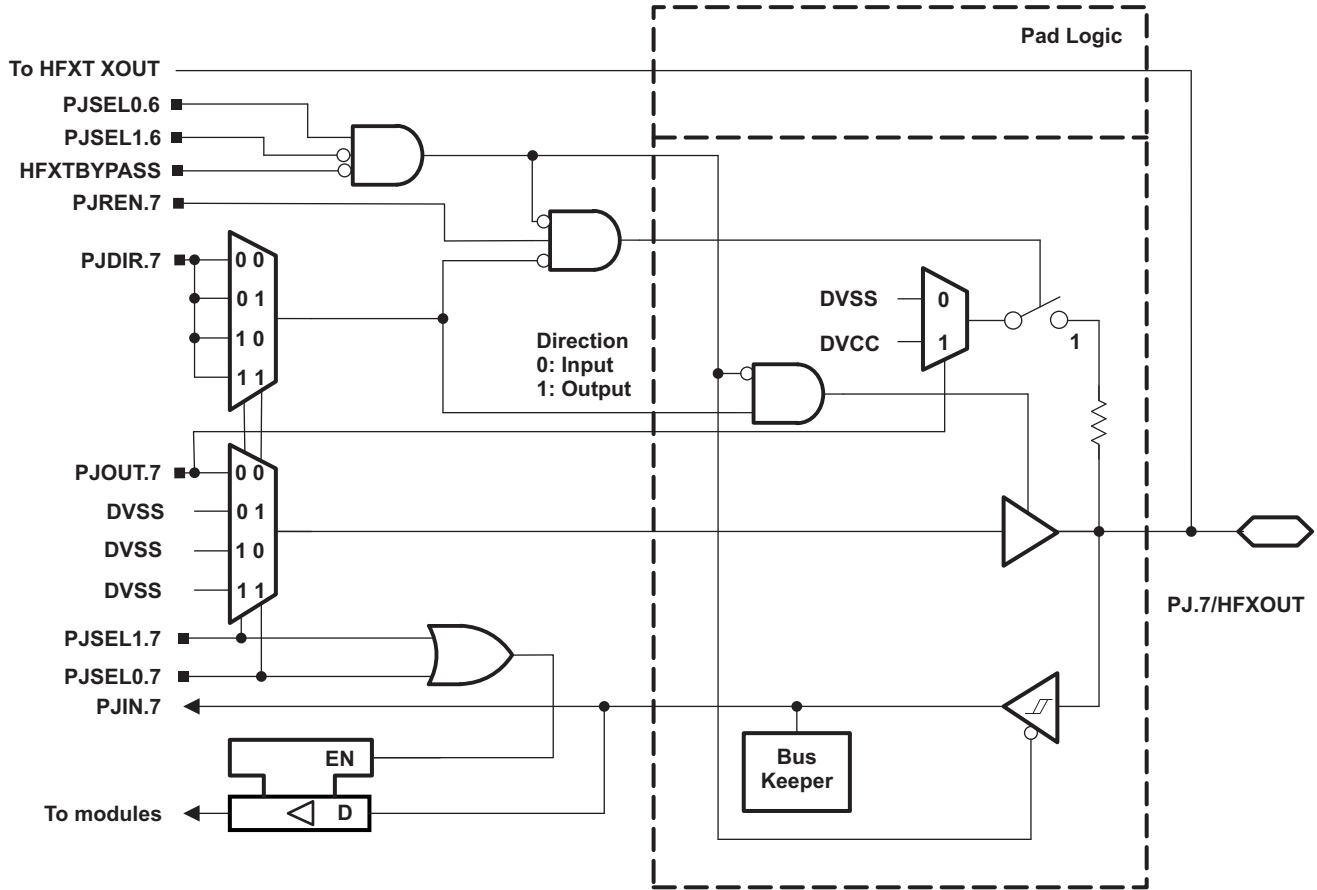 Pad Logic
To HFXT XOUT
PJSEL0.6
PJSEL1.6
HFXTBYPASS
PJREN.7
PJDIR.7
0 0
0 1
1 0
1 1
Direction
0: Input
1: Output
DVSS
0
DVCC
1
1
PJOUT.7
0 0
DVSS
0 1
DVSS
1 0
DVSS
1 1
PJ.7/HFXOUT
PJSEL1.7
PJSEL0.7
PJIN.7
EN
Bus
Keeper
To modules
D